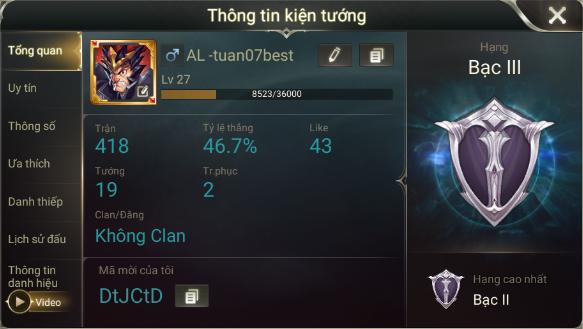 Thông tin kiện tướng
Tổng quan
Uy tín
Thông số
Ưa thích
Danh thiếp
Lịch sử đấu
Thông tin
danh hiệu
Video
AL -tuan07best
Lv 27
8523/36000
Trận
Tỷ lệ thắng
Like
418
46.7%
43
Tướng
Tr.phục
19
2
Clan/Đăng
Không Clan
Mã mời của tôi
DtJCtD
Hạng
Bạc III
Hạng cao nhất
Bạc II